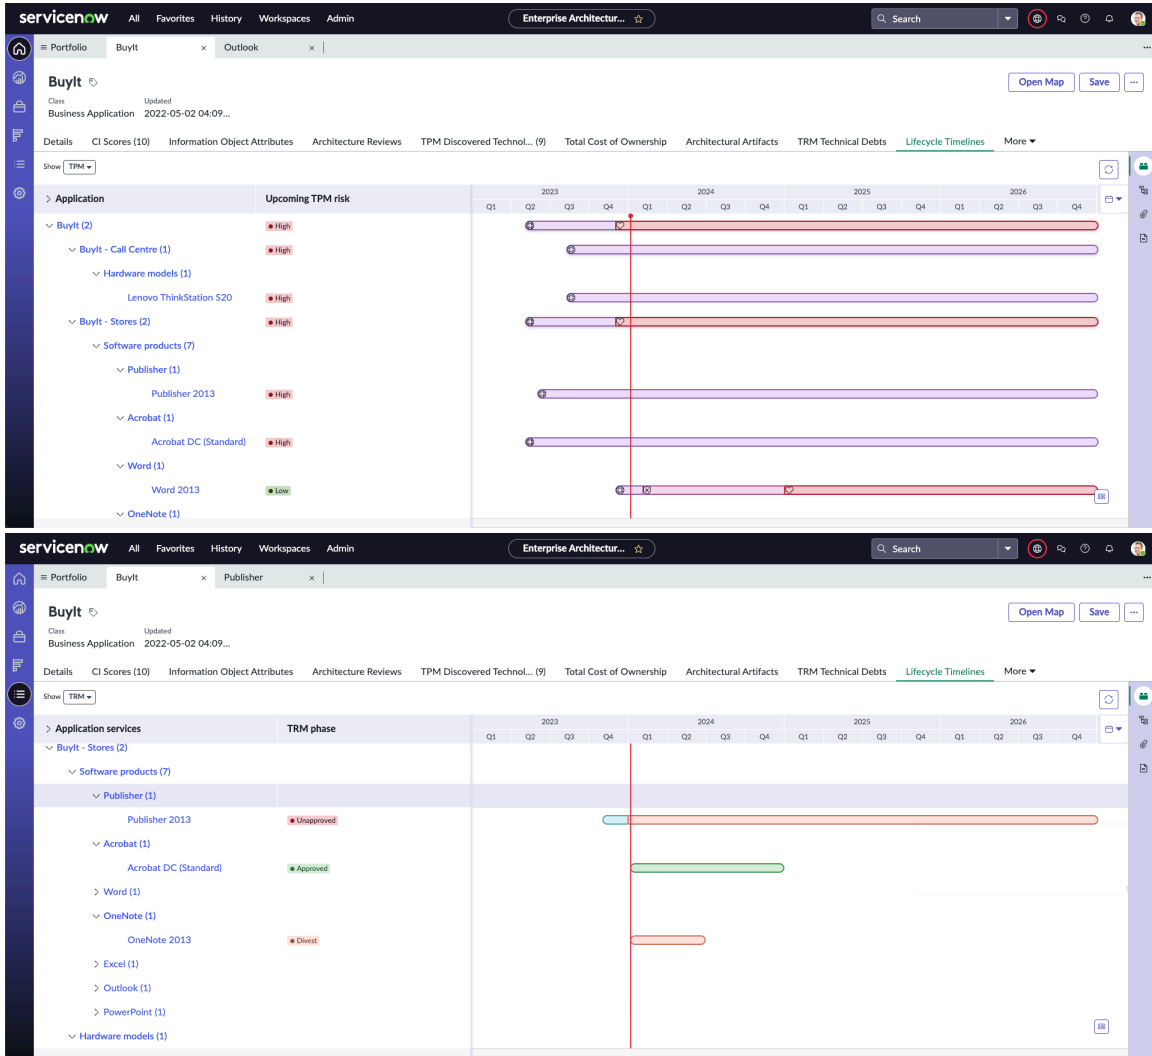 servicenow All Favorites History Workspaces Admin Enterprise Architectur... Search
Portfolio BuyIt Outlook
BuyIt
Class Updated
Business Application 2022-05-02 04:09...
Open Map Save
Details CI Scores (10) Information Object Attributes Architecture Reviews TPM Discovered Technol... (9) Total Cost of Ownership Architectural Artifacts TRM Technical Debts Lifecycle Timelines More
Show TPM
Application Upcoming TPM risk 2023 2024 2025 2026
Q1 Q2 Q3 Q4 Q1 Q2 Q3 Q4 Q1 Q2 Q3 Q4 Q1 Q2 Q3 Q4
BuyIt (2) High
BuyIt - Call Centre (1) High
Hardware models (1)
Lenovo ThinkStation S20 High
BuyIt - Stores (2) High
Software products (7)
Publisher (1)
Publisher 2013 High
Acrobat (1)
Acrobat DC (Standard) High
Word (1)
Word 2013 Low
OneNote (1)
servicenow All Favorites History Workspaces Admin Enterprise Architectur... Search
Portfolio BuyIt Publisher
BuyIt
Class Updated
Business Application 2022-05-02 04:09...
Open Map Save
Details CI Scores (10) Information Object Attributes Architecture Reviews TPM Discovered Technol... (9) Total Cost of Ownership Architectural Artifacts TRM Technical Debts Lifecycle Timelines More
Show TRM
Application services TRM phase 2023 2024 2025 2026
Q1 Q2 Q3 Q4 Q1 Q2 Q3 Q4 Q1 Q2 Q3 Q4 Q1 Q2 Q3 Q4
BuyIt - Stores (2)
Software products (7)
Publisher (1)
Publisher 2013 Unapproved
Acrobat (1)
Acrobat DC (Standard) Approved
Word (1)
OneNote (1)
OneNote 2013 Divest
Excel (1)
Outlook (1)
PowerPoint (1)
Hardware models (1)